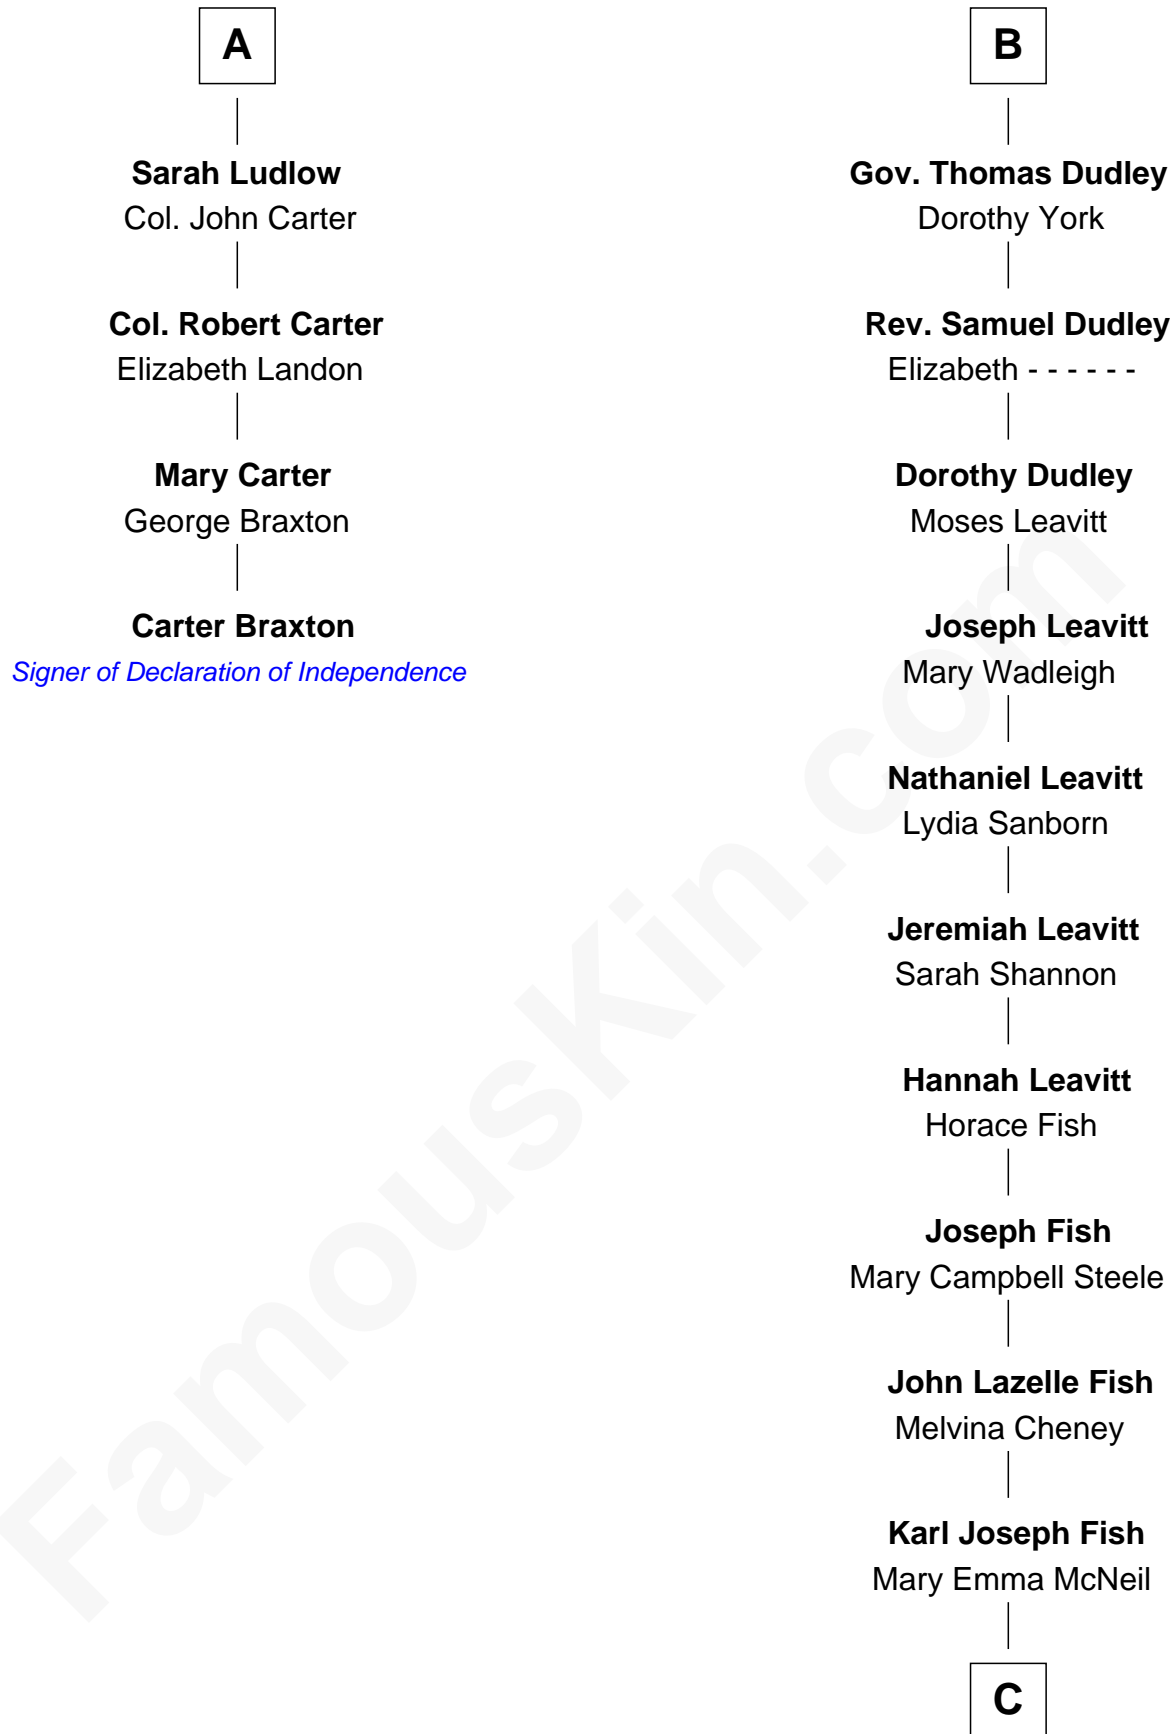 A
Sarah Ludlow
Col. John Carter
Col. Robert Carter
Elizabeth Landon
Mary Carter
George Braxton
Carter Braxton
Signer of Declaration of Independence
B
Gov. Thomas Dudley
Dorothy York
Rev. Samuel Dudley
Elizabeth - - - - - -
Dorothy Dudley
Moses Leavitt
Joseph Leavitt
Mary Wadleigh
Nathaniel Leavitt
Lydia Sanborn
Jeremiah Leavitt
Sarah Shannon
Hannah Leavitt
Horace Fish
Joseph Fish
Mary Campbell Steele
John Lazelle Fish
Melvina Cheney
Karl Joseph Fish
Mary Emma McNeil
C
FamousKin.com